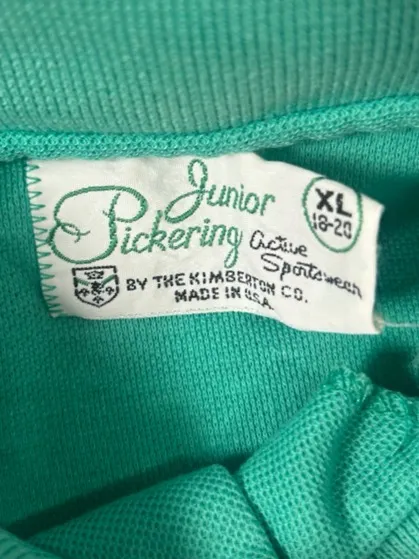 Junior
Pickering
Active
Sportswear
XL
18-20
BY THE KIMBERTON CO.
MADE IN U.S.A.